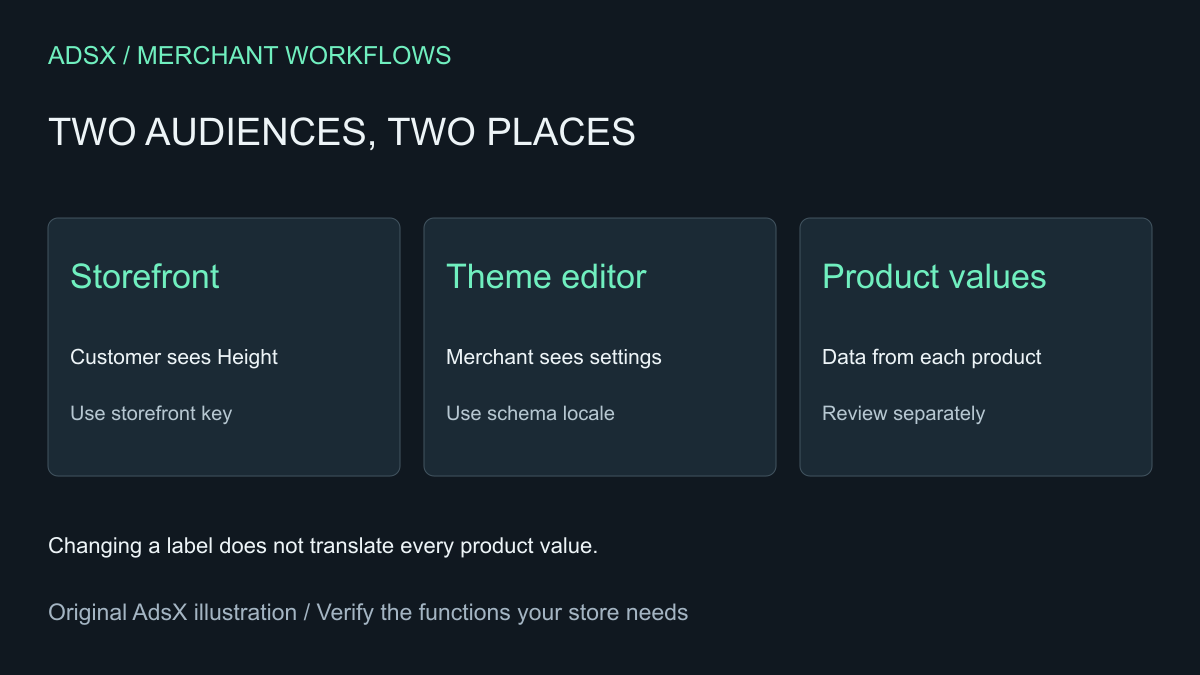 ADSX / MERCHANT WORKFLOWS
TWO AUDIENCES, TWO PLACES
Storefront
Customer sees Height
Use storefront key
Theme editor
Merchant sees settings
Use schema locale
Product values
Data from each product
Review separately
Changing a label does not translate every product value.
Original AdsX illustration / Verify the functions your store needs